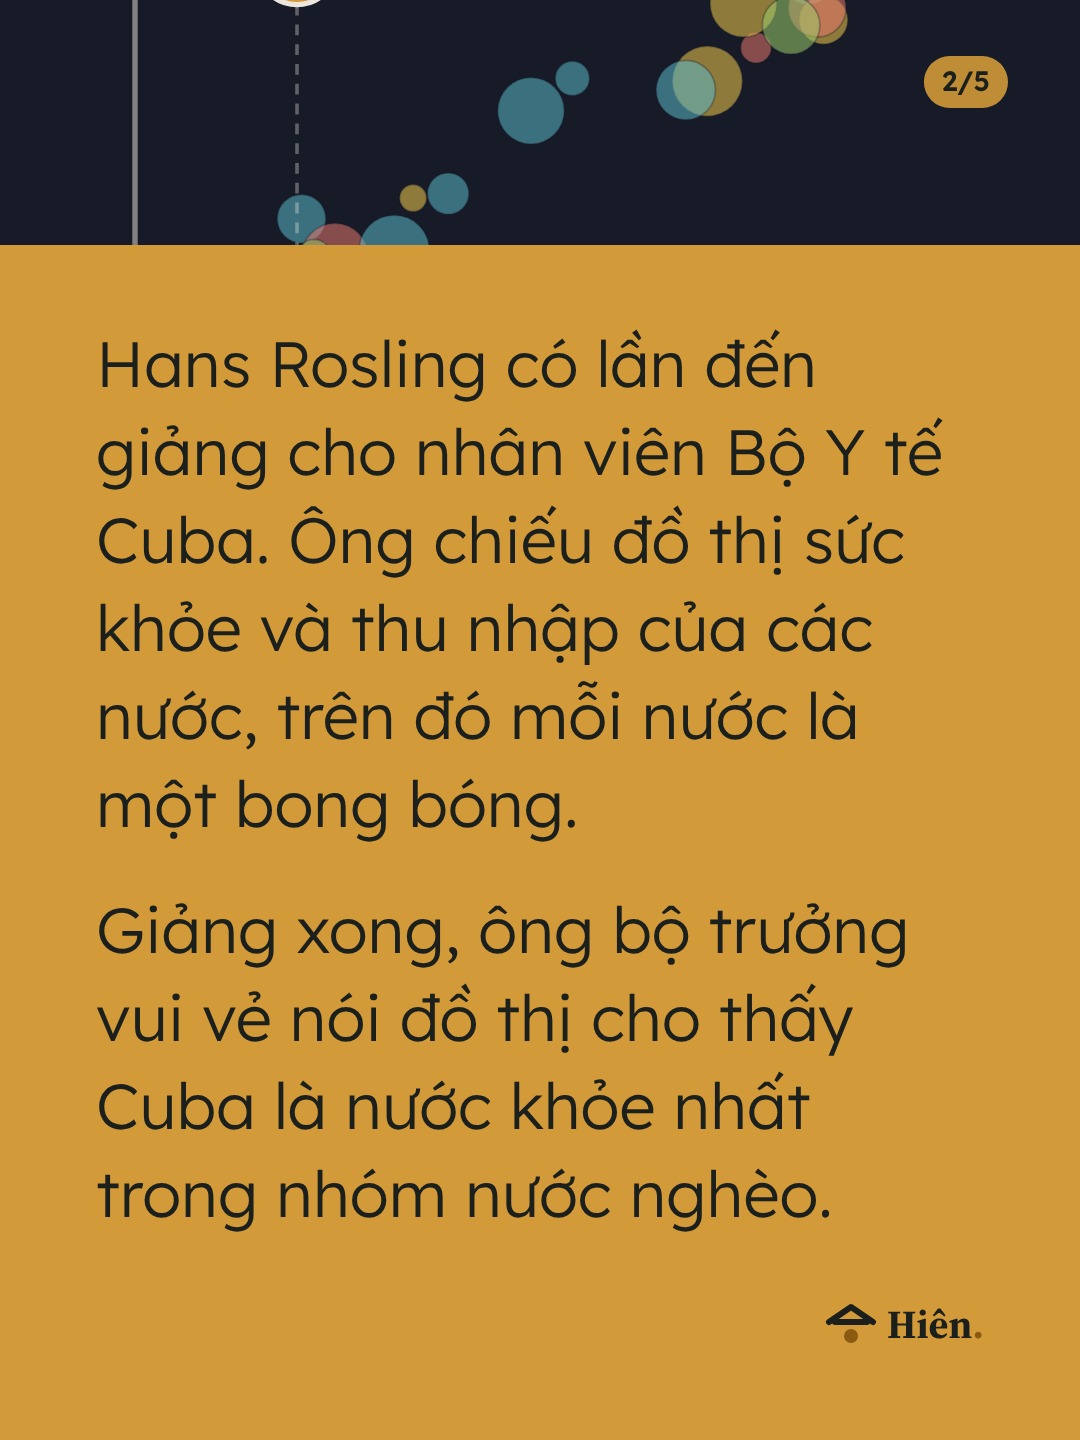 2/5
Hans Rosling có lần đến
giảng cho nhân viên Bộ Y tế
Cuba. Ông chiếu đồ thị sức
khỏe và thu nhập của các
nước, trên đó mỗi nước là
một bong bóng.
Giảng xong, ông bộ trưởng
vui vẻ nói đồ thị cho thấy
Cuba là nước khỏe nhất
trong nhóm nước nghèo.
Hiên.